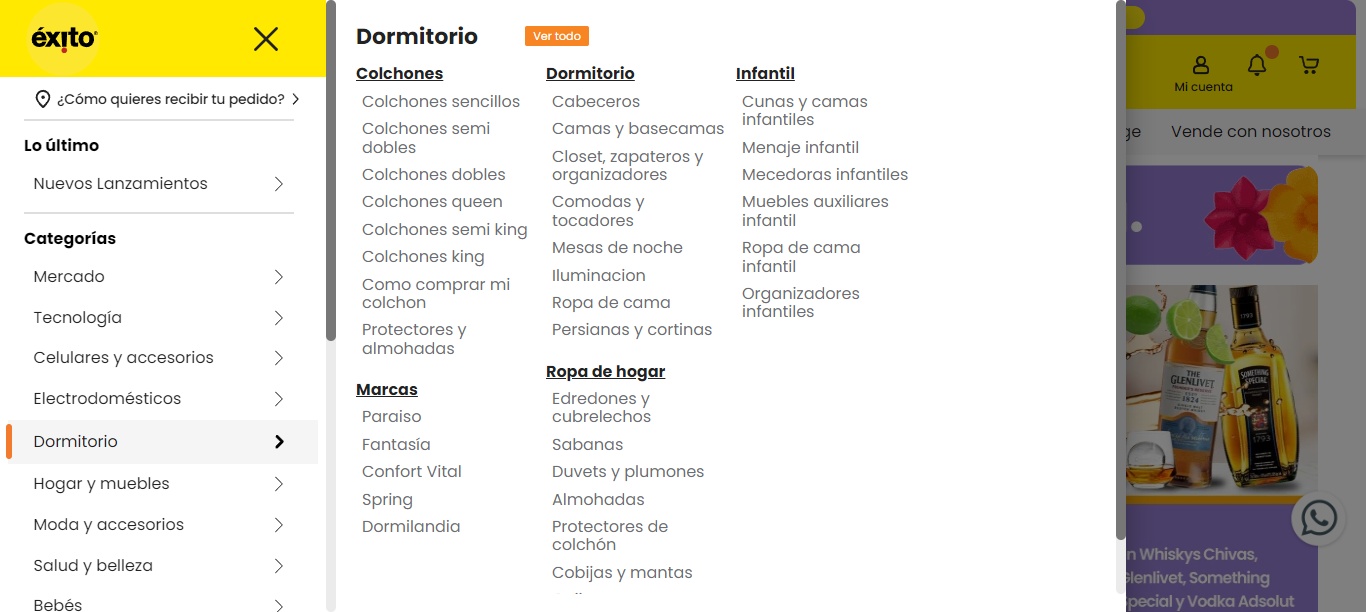 éxito
¿Cómo quieres recibir tu pedido?
Lo último
Nuevos Lanzamientos
Categorías
Mercado
Tecnología
Celulares y accesorios
Electrodomésticos
Dormitorio
Hogar y muebles
Moda y accesorios
Salud y belleza
Bebés
Dormitorio
Ver todo
Colchones
Colchones sencillos
Colchones semi
dobles
Colchones dobles
Colchones queen
Colchones semi king
Colchones king
Como comprar mi
colchon
Protectores y
almohadas
Marcas
Paraiso
Fantasía
Confort Vital
Spring
Dormilandia
Dormitorio
Cabeceros
Camas y basecamas
Closet, zapateros y
organizadores
Comodas y
tocadores
Mesas de noche
Iluminacion
Ropa de cama
Persianas y cortinas
Ropa de hogar
Edredones y
cubrelechos
Sabanas
Duvets y plumones
Almohadas
Protectores de
colchón
Cobijas y mantas
Infantil
Cunas y camas
infantiles
Menaje infantil
Mecedoras infantiles
Muebles auxiliares
infantil
Ropa de cama
infantil
Organizadores
infantiles
Mi cuenta
ge
Vende con nosotros
1793
THE
GLENLIVET
1824
SOMETHING
SPECIAL
1793
n Whiskys Chivas,
Glenlivet, Something
Special y Vodka Adsolut